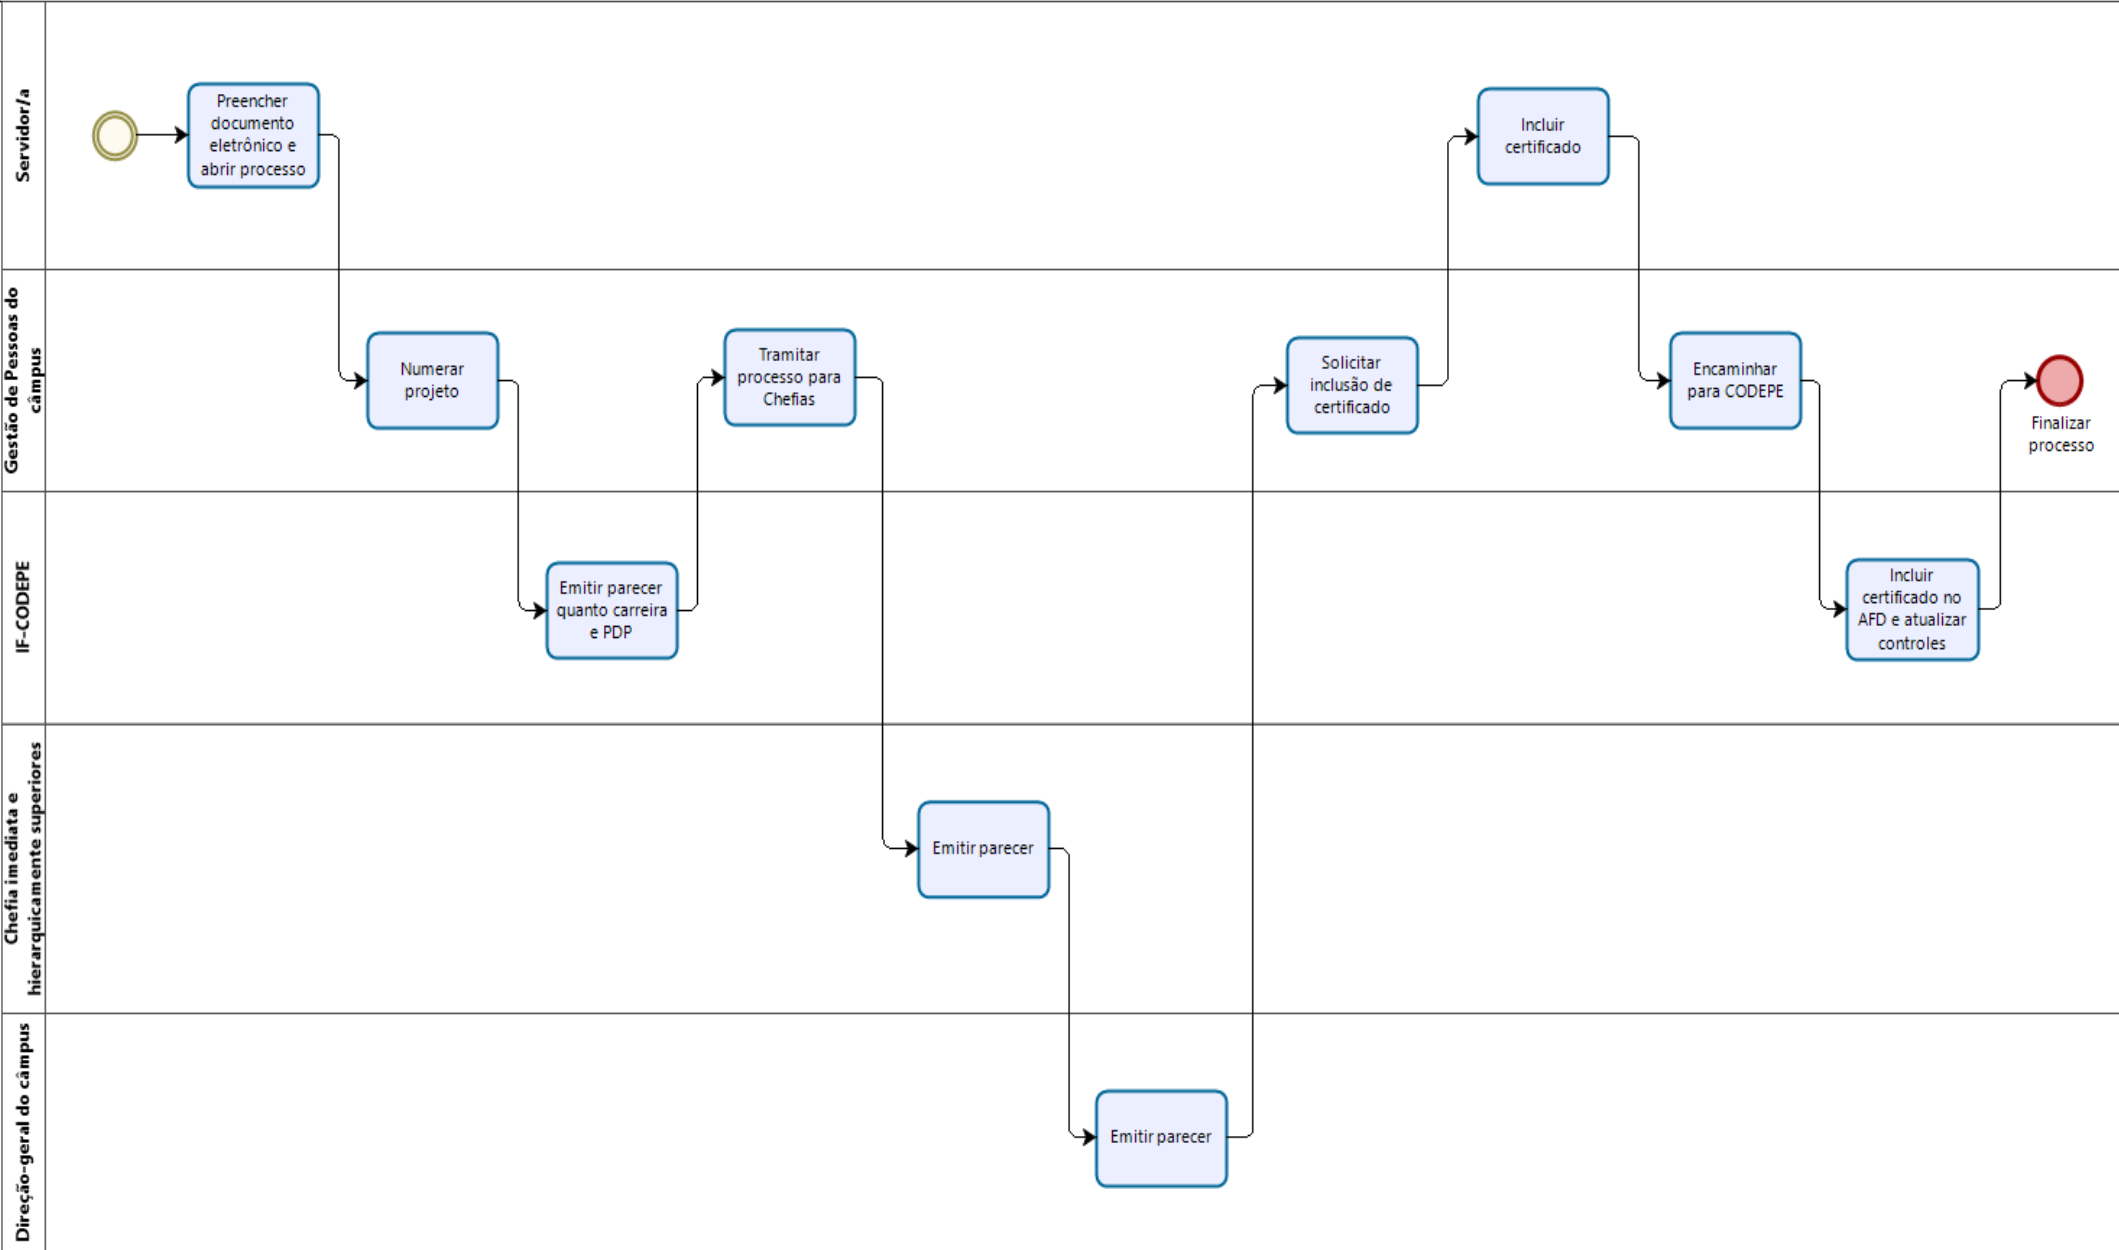 Servidor/a
Preencher
documento
eletrônico e
abrir processo
Incluir
certificado
Gestão de Pessoas do
câmpus
Numerar
projeto
Tramitar
processo para
Chefias
Solicitar
inclusão de
certificado
Encaminhar
para CODEPE
Finalizar
processo
IF-CODEPE
Emitir parecer
quanto carreira
e PDP
Incluir
certificado no
AFD e atualizar
controles
Chefia imediata e
hierarquicamente superiores
Emitir parecer
Direção-geral do câmpus
Emitir parecer